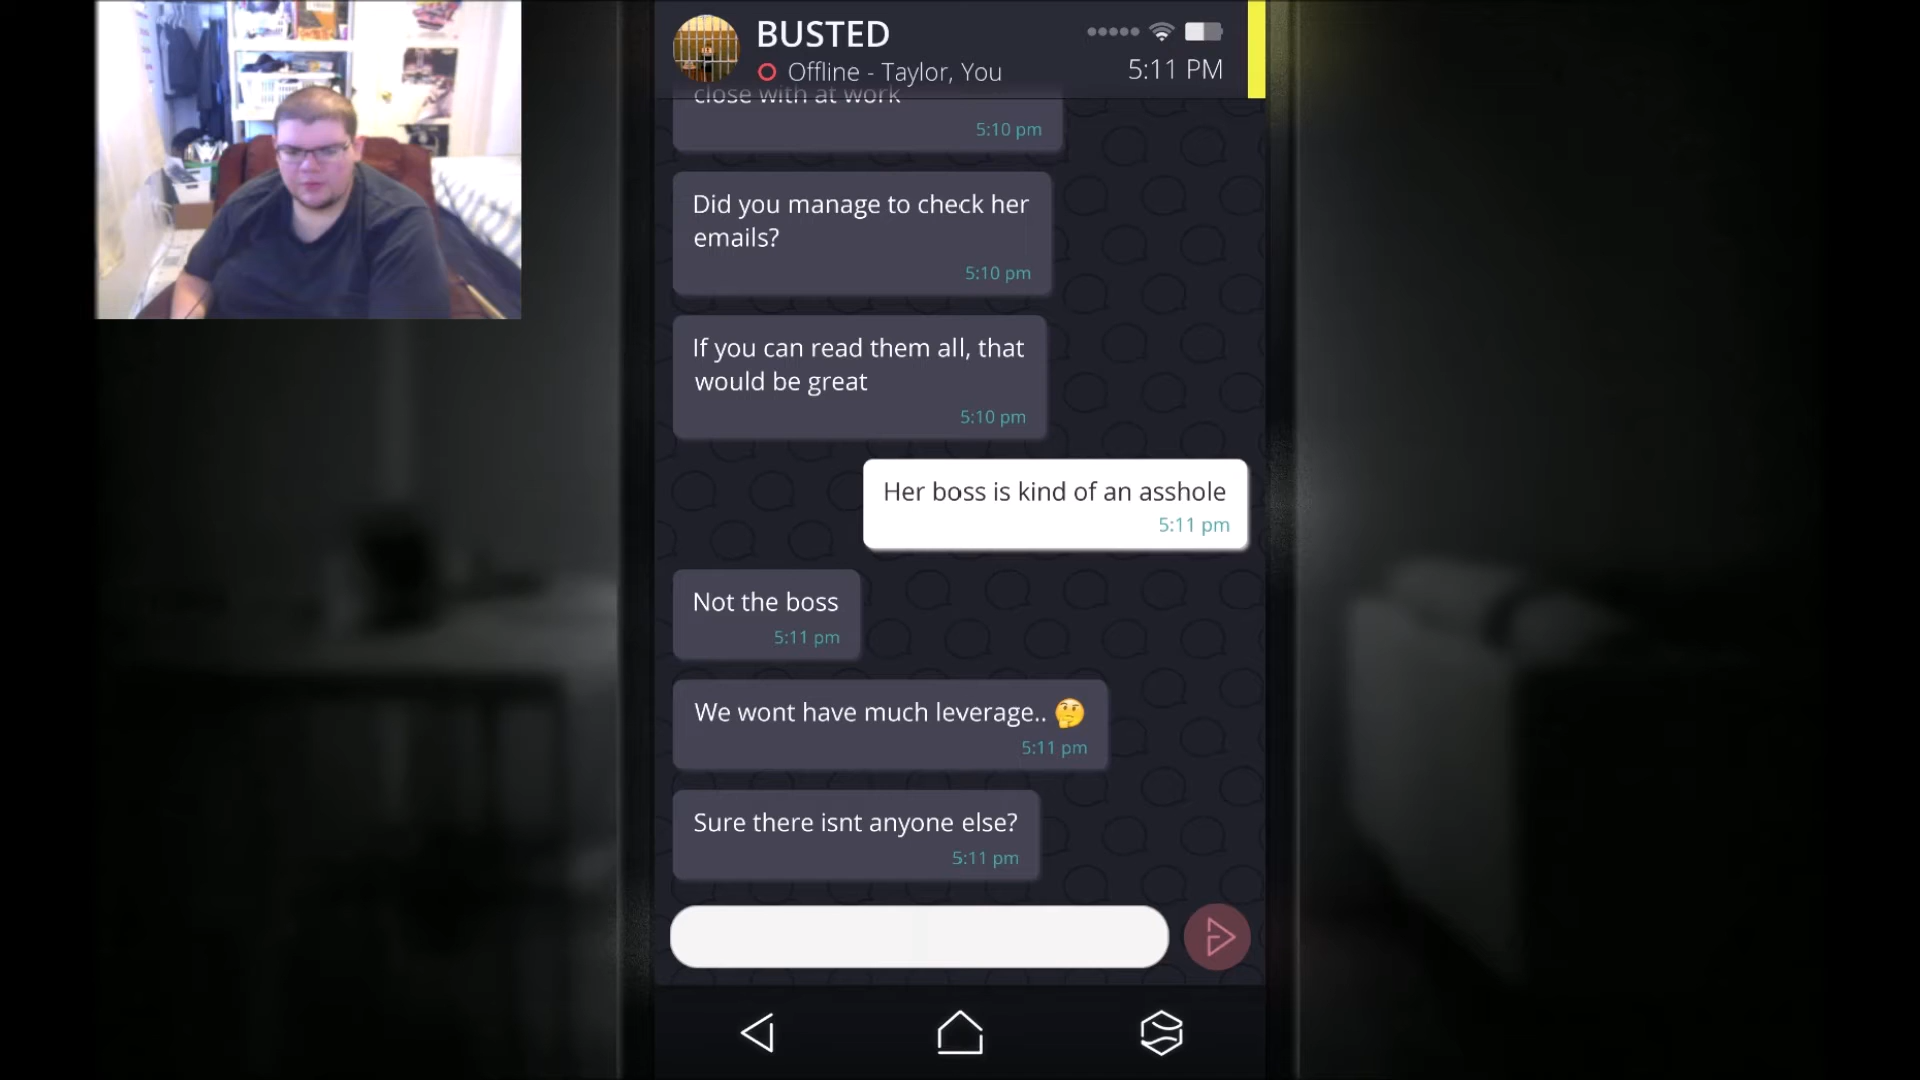 BUSTED
Offline - Taylor, You
5:11 PM
close with at work
5:10 pm
Did you manage to check her
emails?
5:10 pm
If you can read them all, that
would be great
5:10 pm
Her boss is kind of an asshole
5:11 pm
Not the boss
5:11 pm
We wont have much leverage.. 🤔
5:11 pm
Sure there isnt anyone else?
5:11 pm